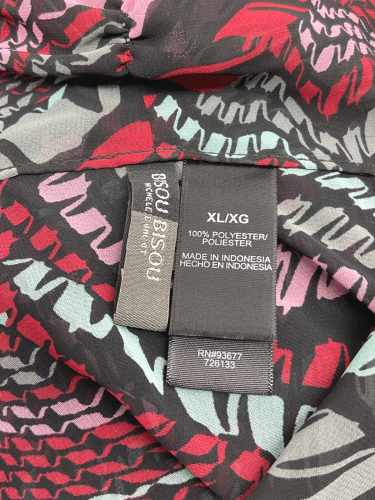 BISOU BISOU
MICHELE BOHBOT
XL/XG
100% POLYESTER/
POLIESTER
MADE IN INDONESIA
HECHO EN INDONESIA
RN#93677
726133